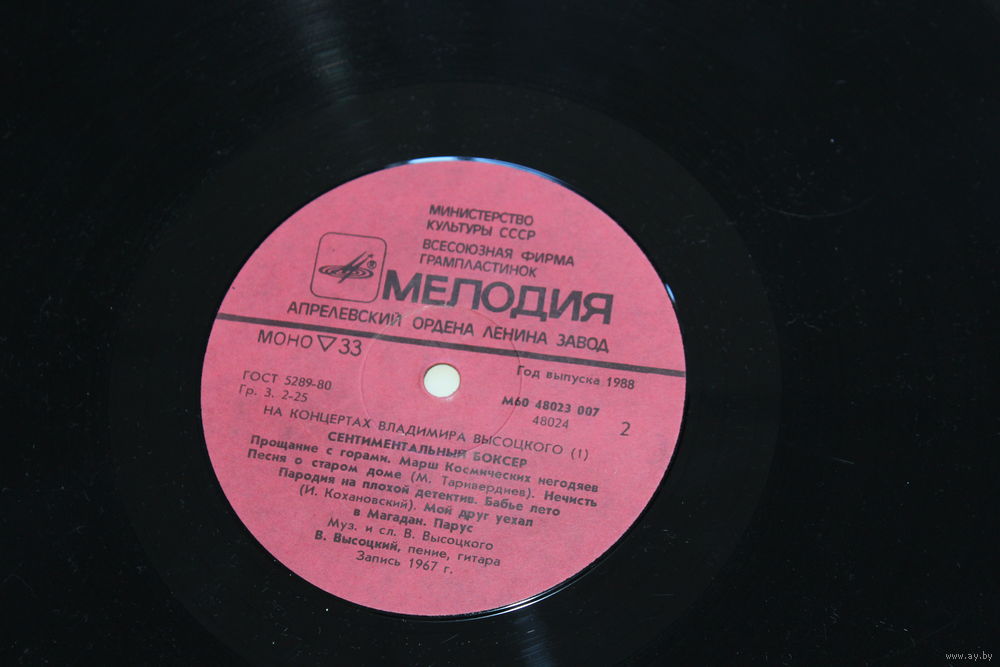 МИНИСТЕРСТВО
КУЛЬТУРЫ СССР
ВСЕСОЮЗНАЯ ФИРМА
ГРАМПЛАСТИНОК
®
МЕЛОДИЯ
АПРЕЛЕВСКИЙ ОРДЕНА ЛЕНИНА ЗАВОД
МОНО ▽ 33
Год выпуска 1988
ГОСТ 5289-80
Гр. 3. 2-25
М60 48023 007
48024
2
НА КОНЦЕРТАХ ВЛАДИМИРА ВЫСОЦКОГО (1)
СЕНТИМЕНТАЛЬНЫЙ БОКСЕР
Прощание с горами. Марш Космических негодяев
Песня о старом доме (М. Таривердиев). Нечисть
Пародия на плохой детектив. Бабье лето
(И. Кохановский). Мой друг уехал
в Магадан. Парус
Муз. и сл. В. Высоцкого
В. Высоцкий, пение, гитара
Запись 1967 г.
www.ay.by